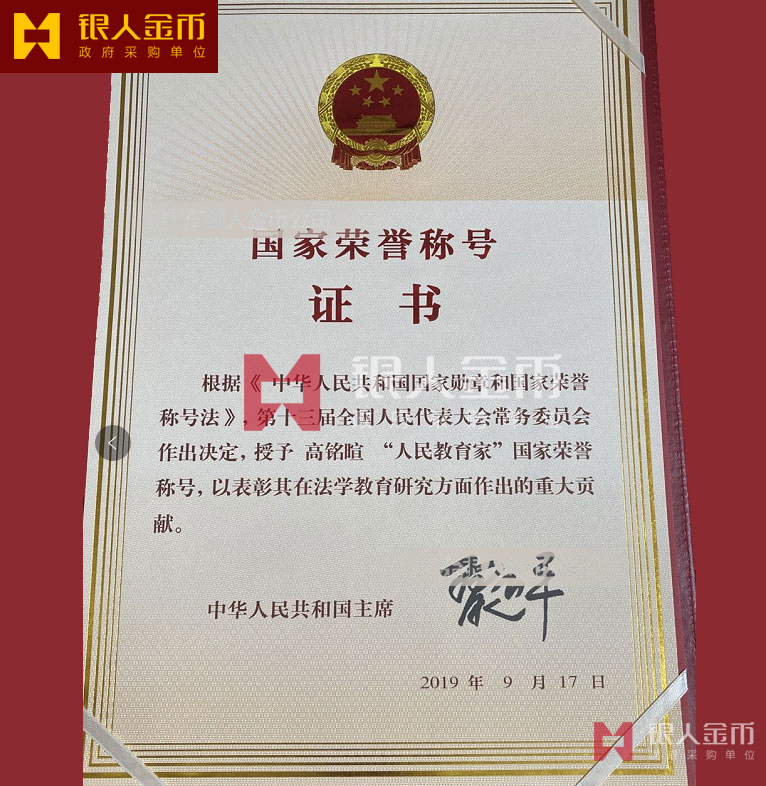 银人金币
政府采购单位
国家荣誉称号
证书
银人金币
根据《 中华人民共和国国家勋章和国家荣誉
称号法》，第十三届全国人民代表大会常务委员会
作出决定，授予 高铭暄 “人民教育家”国家荣誉
称号，以表彰其在法学教育研究方面作出的重大贡
献。
中华人民共和国主席
2019 年 9 月 17 日
银人金币
采购单位